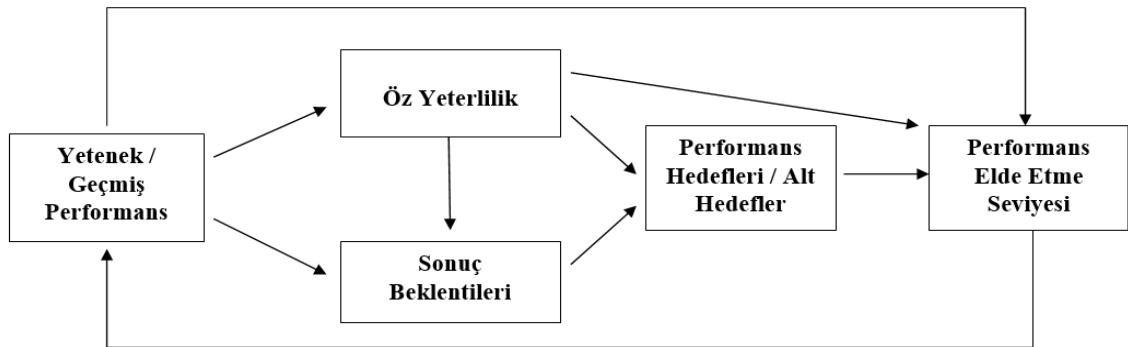 Yetenek /
Geçmiş
Performans
Öz Yeterlilik
Sonuç
Beklentileri
Performans
Hedefleri / Alt
Hedefler
Performans
Elde Etme
Seviyesi